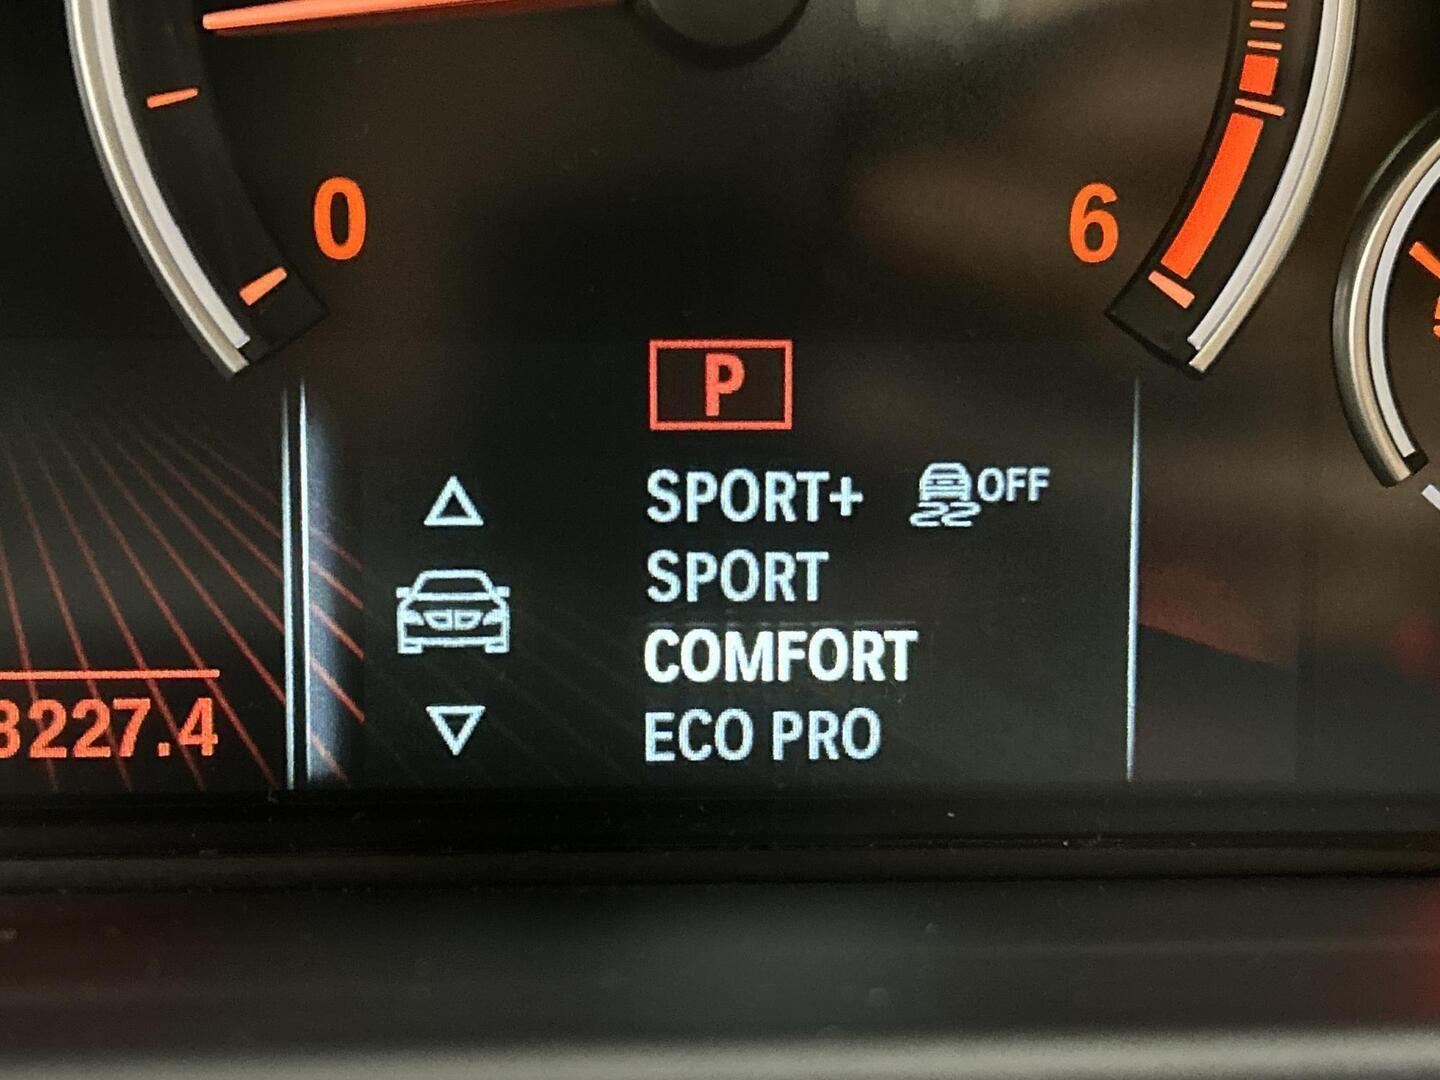 0
6
P
SPORT+ OFF
SPORT
COMFORT
ECO PRO
3227.4